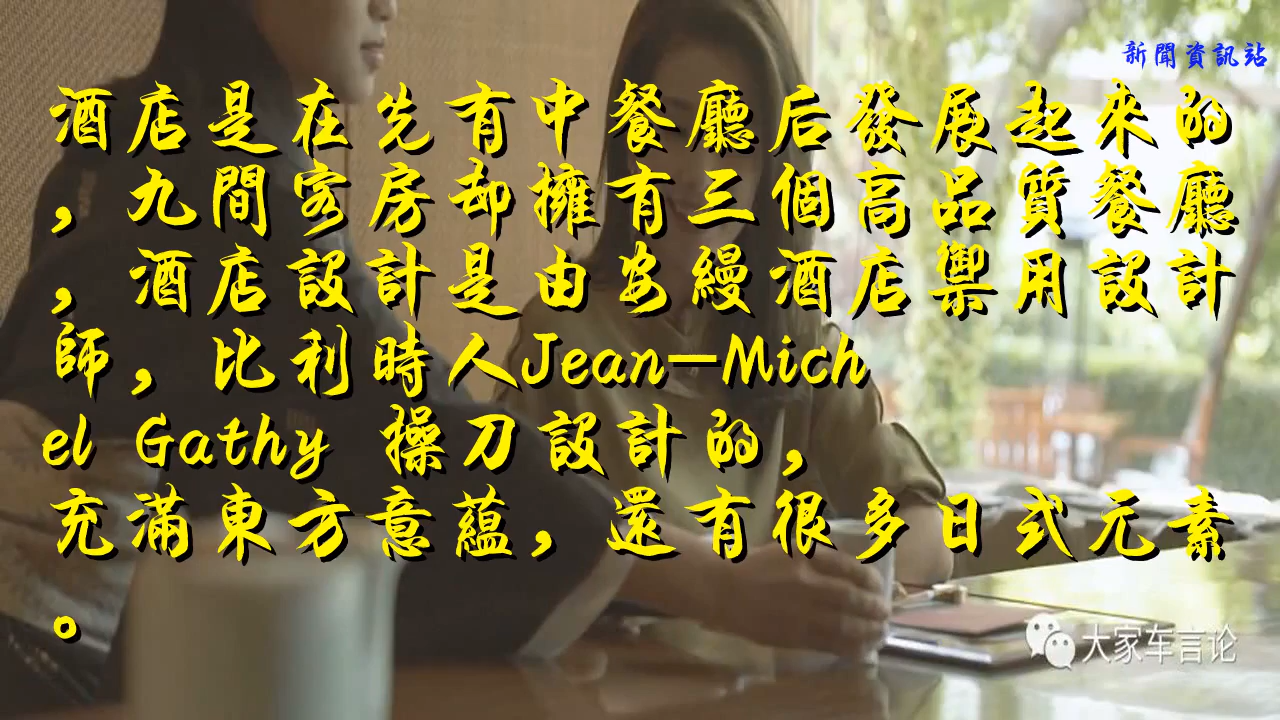 新聞資訊站
酒店是在先有中餐廳后發展起來的
，九間客房却擁有三個高品質餐廳
，酒店設計是由安縵酒店禦用設計
師，比利時人Jean—Mich
el Gathy 操刀設計的，
充滿東方意蘊，還有很多日式元素
。
大家车言论